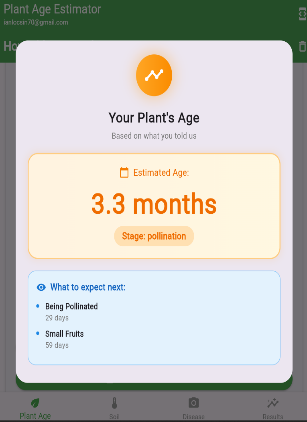 Plant Age Estimator
ienlosin70@gmail.com
Ho
Your Plant's Age
Based on what you told us
Estimated Age:
3.3 months
Stage: pollination
What to expect next:
Being Pollinated
29 days
Small Fruits
59 days
Plant Age
Soil
Disease
Results